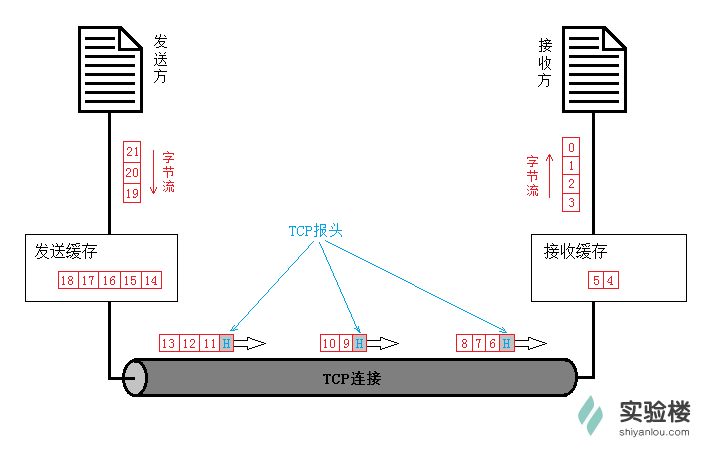 发送方
接收方
21
20
19
字节流
0
1
2
3
字节流
TCP报头
发送缓存
18 17 16 15 14
接收缓存
5 4
13 12 11 H
10 9 H
8 7 6 H
TCP连接
实验楼
shiyanlou.com